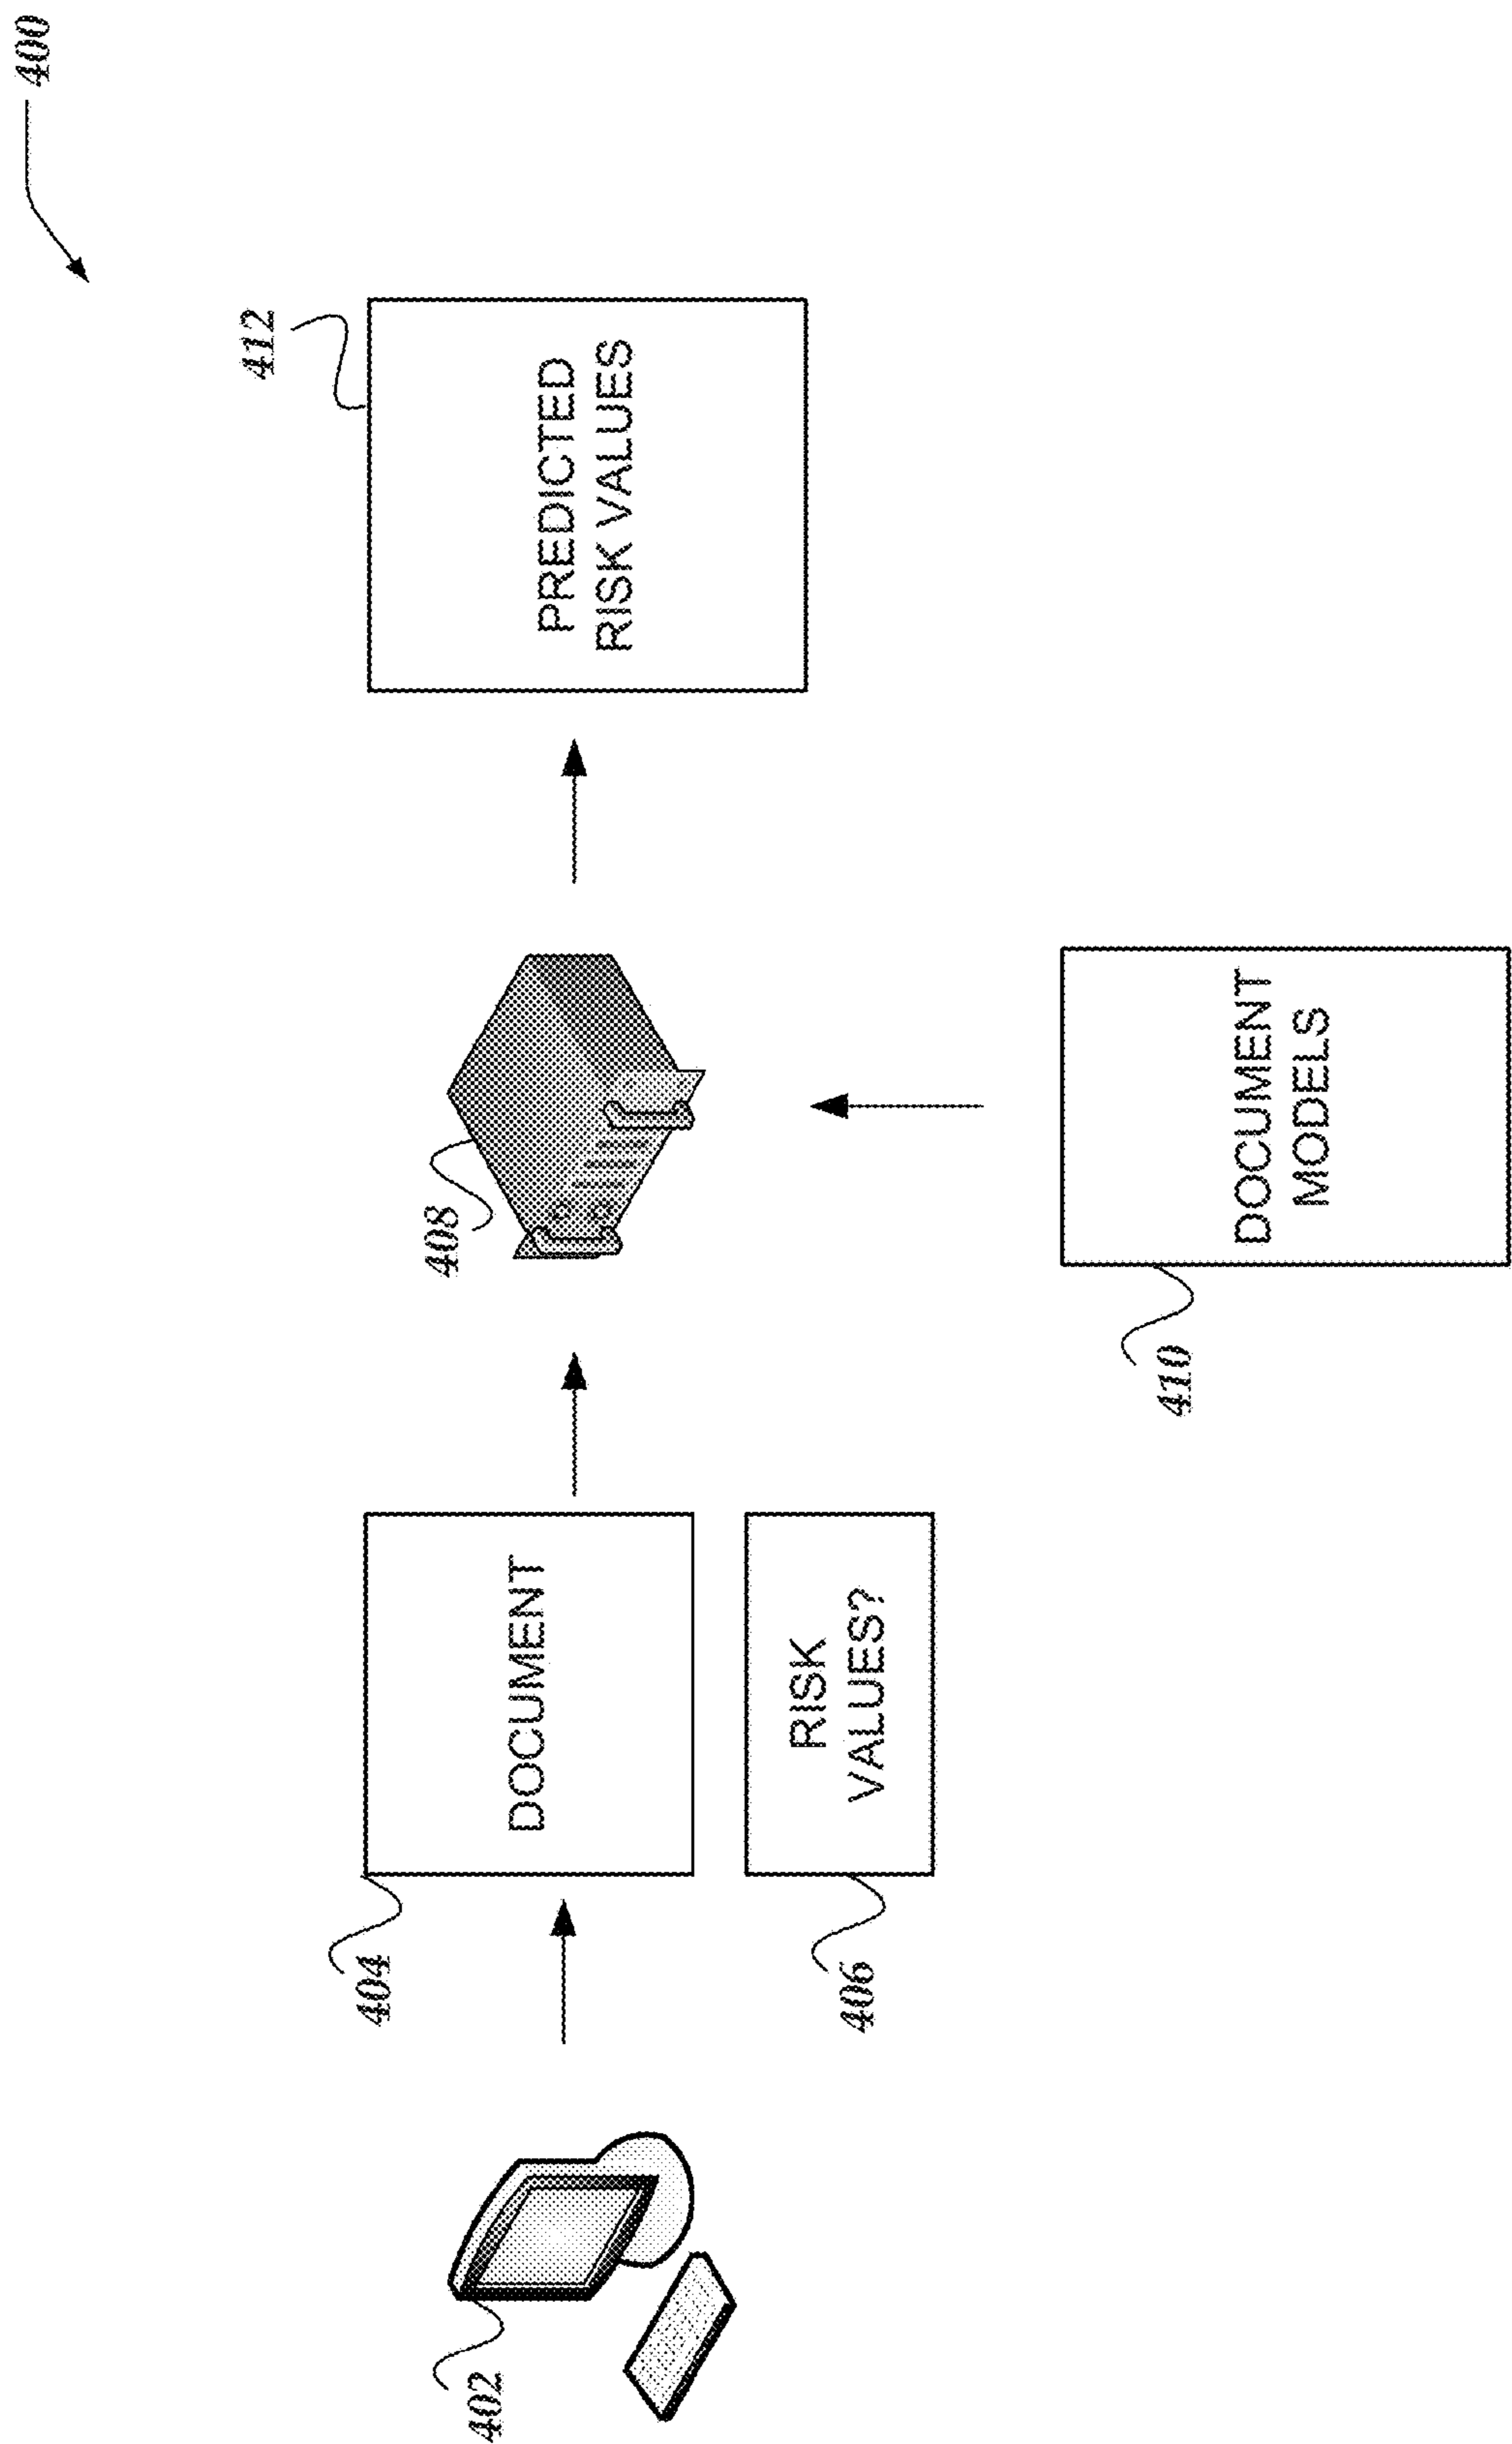 400
412
PREDICTED
RISK VALUES
408
DOCUMENT
MODELS
410
DOCUMENT
RISK
VALUES?
404
406
402